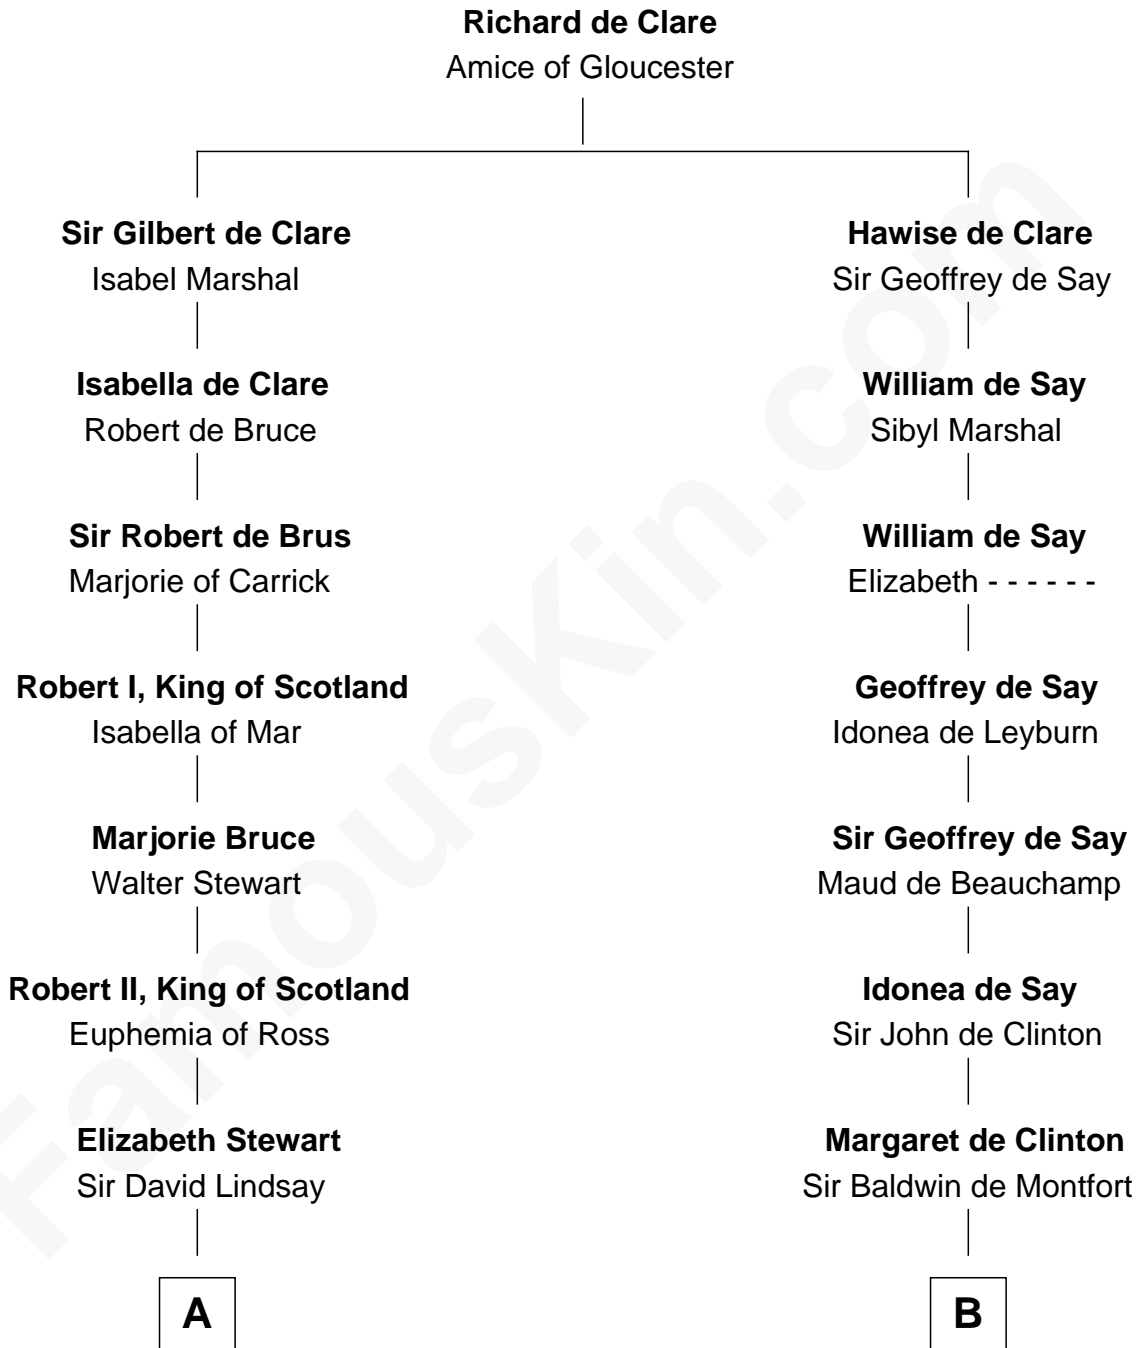 Richard de Clare
Amice of Gloucester
Sir Gilbert de Clare
Isabel Marshal
Hawise de Clare
Sir Geoffrey de Say
Isabella de Clare
Robert de Bruce
William de Say
Sibyl Marshal
Sir Robert de Brus
Marjorie of Carrick
William de Say
Elizabeth - - - - - -
Robert I, King of Scotland
Isabella of Mar
Geoffrey de Say
Idonea de Leyburn
Marjorie Bruce
Walter Stewart
Sir Geoffrey de Say
Maud de Beauchamp
Robert II, King of Scotland
Euphemia of Ross
Idonea de Say
Sir John de Clinton
Elizabeth Stewart
Sir David Lindsay
Margaret de Clinton
Sir Baldwin de Montfort
A
B
FamousKin.com